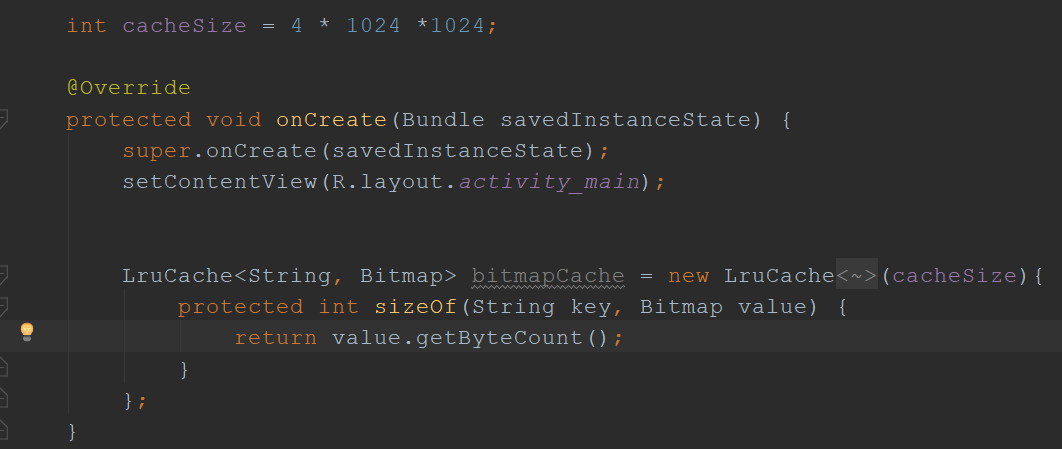 int cacheSize = 4 * 1024 *1024;
@Override
protected void onCreate(Bundle savedInstanceState) {
super.onCreate(savedInstanceState);
setContentView(R.layout.activity_main);
LruCache<String, Bitmap> bitmapCache = new LruCache<~>(cacheSize){
protected int sizeOf(String key, Bitmap value) {
return value.getByteCount();
}
};
}